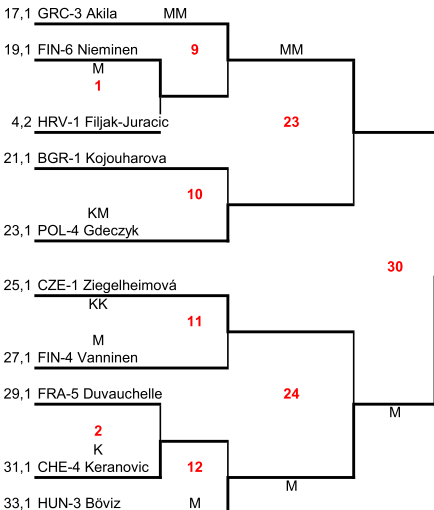 17,1 GRC-3 Akila MM
19,1 FIN-6 Nieminen 9 MM
M
1
4,2 HRV-1 Filjak-Juracic 23
21,1 BGR-1 Kojouharova
10
KM
23,1 POL-4 Gdeczyk
30
25,1 CZE-1 Ziegelheimová
KK
11
M
27,1 FIN-4 Vanninen
29,1 FRA-5 Duvauchelle 24
M
2
K
31,1 CHE-4 Keranovic 12
M
33,1 HUN-3 Böviz M